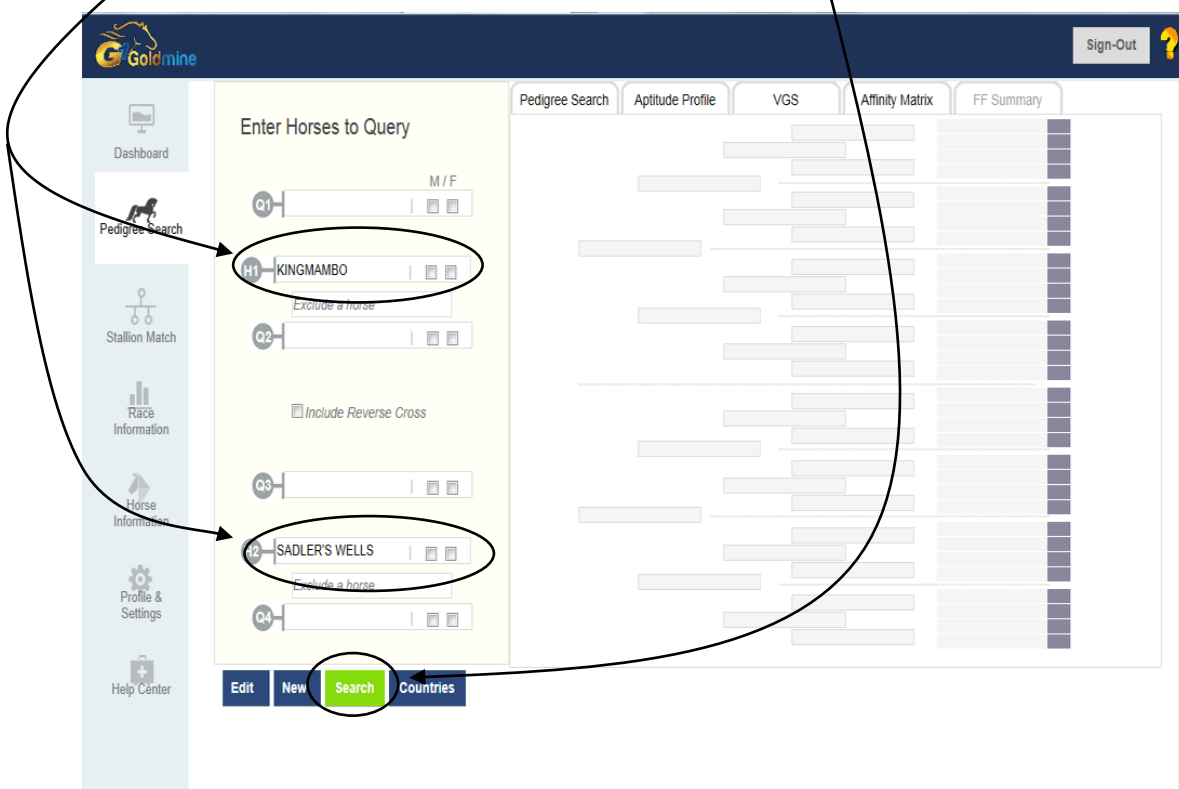 G1 Goldmine
Sign-Out
?
Dashboard
Pedigree Search
Stallion Match
Race
Information
Horse
Information
Profile &
Settings
Help Center
Enter Horses to Query
M / F
Q1
H1 KINGMAMBO
Exclude a horse
Q2
Include Reverse Cross
Q3
H2 SADLER'S WELLS
Exclude a horse
Q4
Edit New Search Countries
Pedigree Search Aptitude Profile VGS Affinity Matrix FF Summary